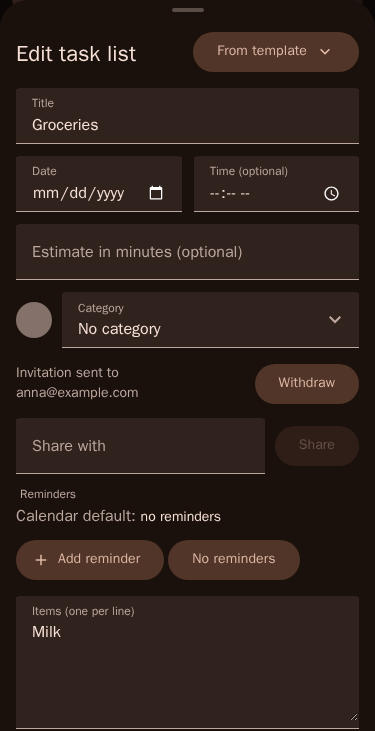 Edit task list
From template
Title
Groceries
Date
mm/dd/yyyy
Time (optional)
--:-- --
Estimate in minutes (optional)
Category
No category
Invitation sent to
anna@example.com
Withdraw
Share with
Share
Reminders
Calendar default: no reminders
+ Add reminder
No reminders
Items (one per line)
Milk